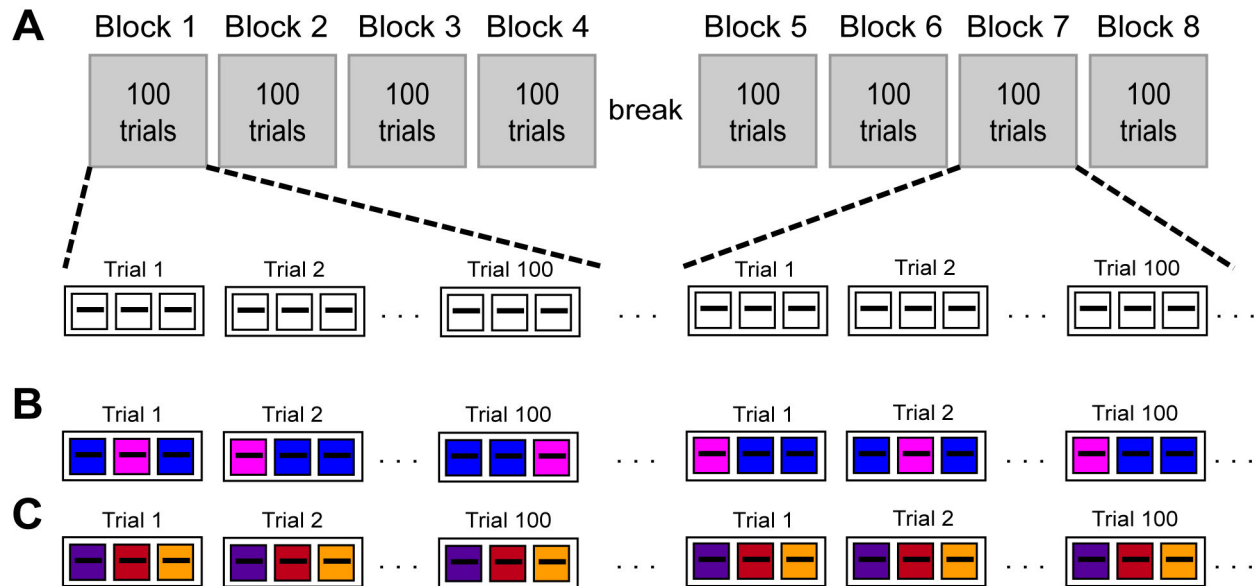 A
Block 1 Block 2 Block 3 Block 4 Block 5 Block 6 Block 7 Block 8
100 100 100 100 break 100 100 100 100
trials trials trials trials trials trials trials trials
Trial 1 Trial 2 Trial 100 Trial 1 Trial 2 Trial 100
. . . . . . . . . . . .
B
Trial 1 Trial 2 Trial 100 Trial 1 Trial 2 Trial 100
. . . . . . . . . . . .
C
Trial 1 Trial 2 Trial 100 Trial 1 Trial 2 Trial 100
. . . . . . . . . . . .